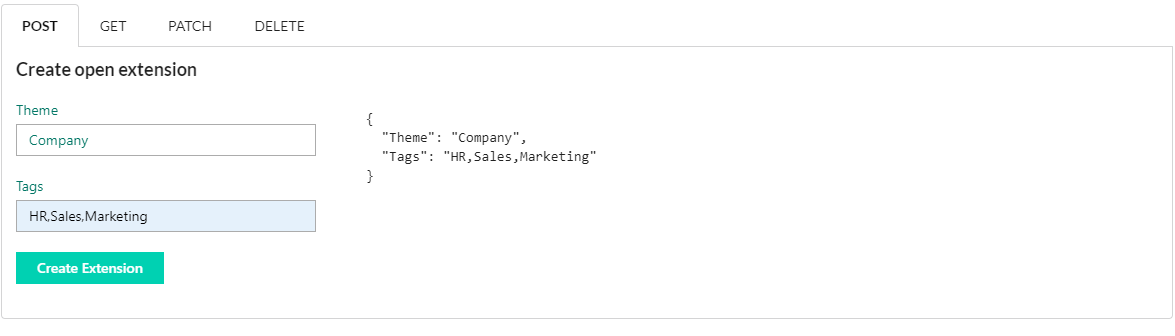 POST GET PATCH DELETE
Create open extension
Theme
Company
Tags
HR,Sales,Marketing
Create Extension
{
  "Theme": "Company",
  "Tags": "HR,Sales,Marketing"
}